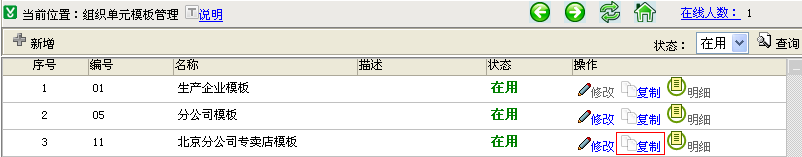 当前位置：组织单元模板管理 T 说明 在线人数： 1
新增 状态： 在用 查询
序号 编号 名称 描述 状态 操作
1 01 生产企业模板 在用 修改 复制 明细
2 05 分公司模板 在用 修改 复制 明细
3 11 北京分公司专卖店模板 在用 修改 复制 明细